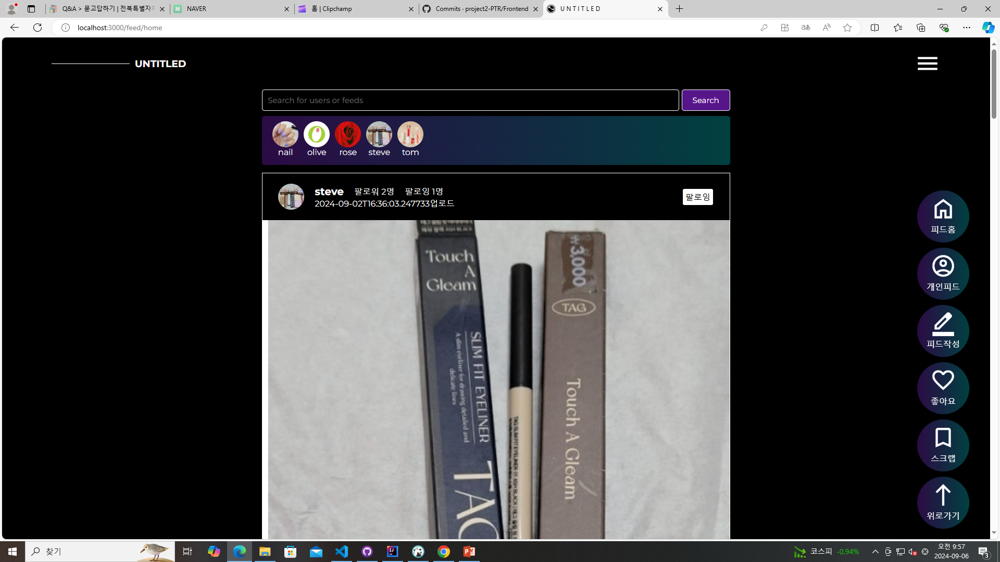 Q&A > 묻고답하기 | 전북특별자치
NAVER
홈 | Clipchamp
Commits · project2-PTR/Frontend
U N T I T L E D
localhost:3000/feed/home
UNTITLED
Search for users or feeds
Search
nail
olive
rose
steve
tom
steve 팔로워 2명 팔로잉 1명
2024-09-02T16:36:03.247733업로드
팔로잉
Touch
A
Gleam
SLIM FIT EYELINER
A slim eyeliner for drawing detailed and
delicate lines
₩3,000
TAG
Touch A Gleam
피드홈
개인피드
피드작성
좋아요
스크랩
위로가기
찾기
코스피 -0.94%
오전 9:57
2024-09-06
3